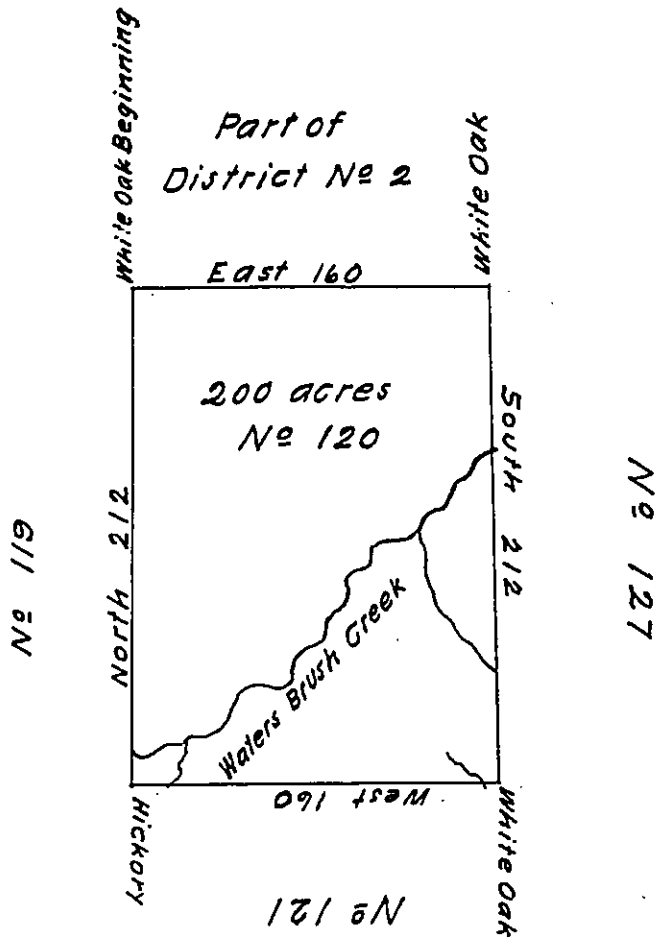 White Oak Beginning
Part of
District Nº 2
White Oak
East 160
200 acres
Nº 120
South 212
Nº 127
North 212
Nº 119
Waters Brush Creek
West 160
Hickory
White Oak
Nº 121